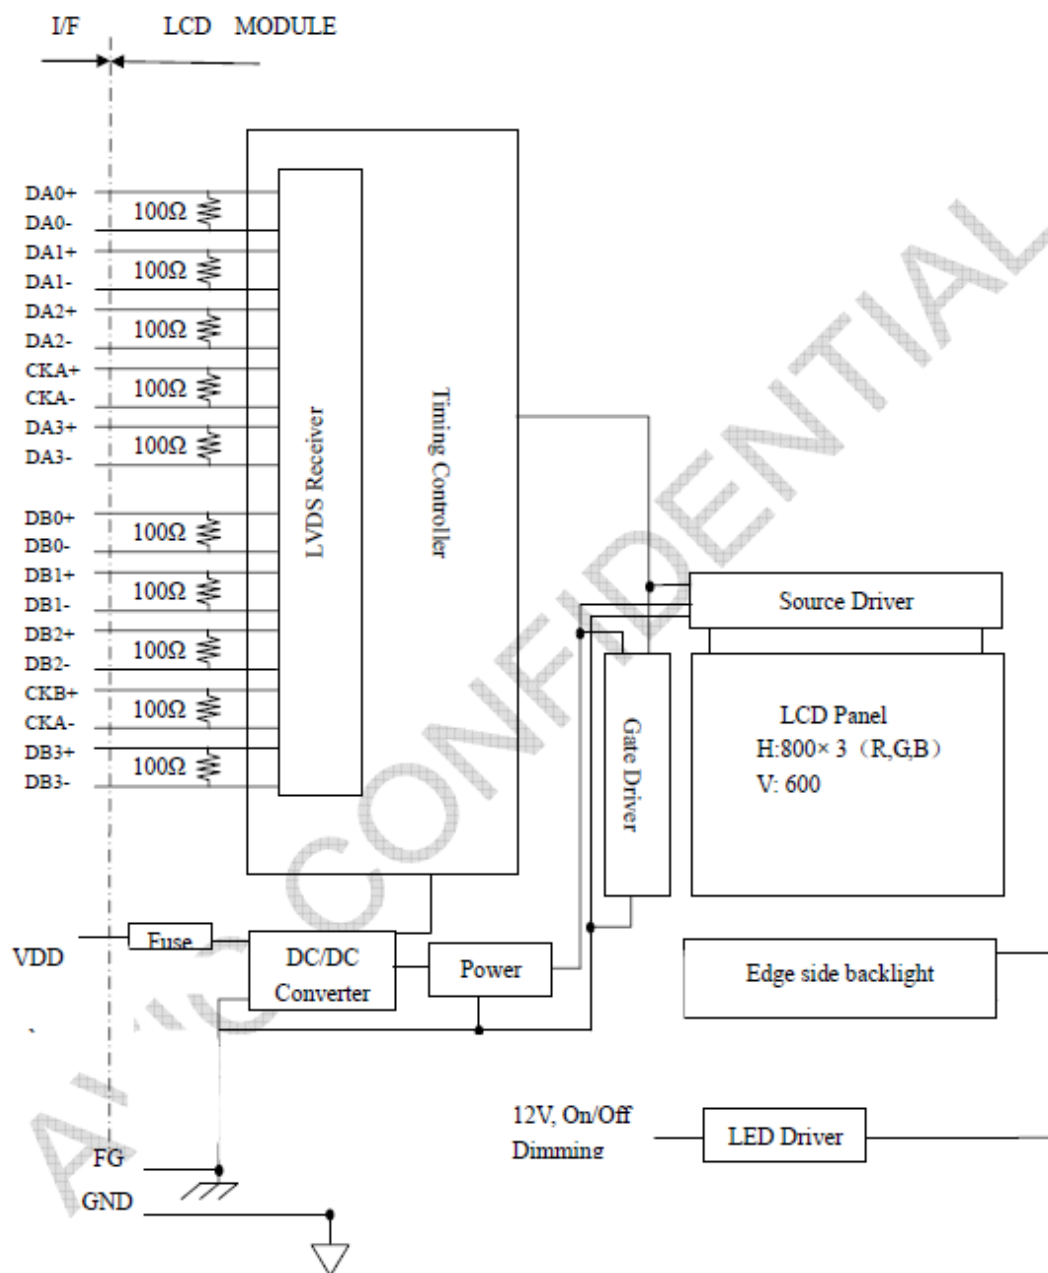 I/F LCD MODULE
DA0+
100Ω
DA0-
DA1+
100Ω
DA1-
DA2+
100Ω
DA2-
CKA+
100Ω
CKA-
DA3+
100Ω
DA3-
DB0+
100Ω
DB0-
DB1+
100Ω
DB1-
DB2+
100Ω
DB2-
CKB+
100Ω
CKA-
DB3+
100Ω
DB3-
LVDS Receiver
Timing Controller
Source Driver
Gate Driver
LCD Panel
H:800× 3（R,G,B）
V: 600
VDD
Fuse
DC/DC
Converter
Power
Edge side backlight
12V, On/Off
Dimming
LED Driver
FG
GND
CONFIDENTIAL